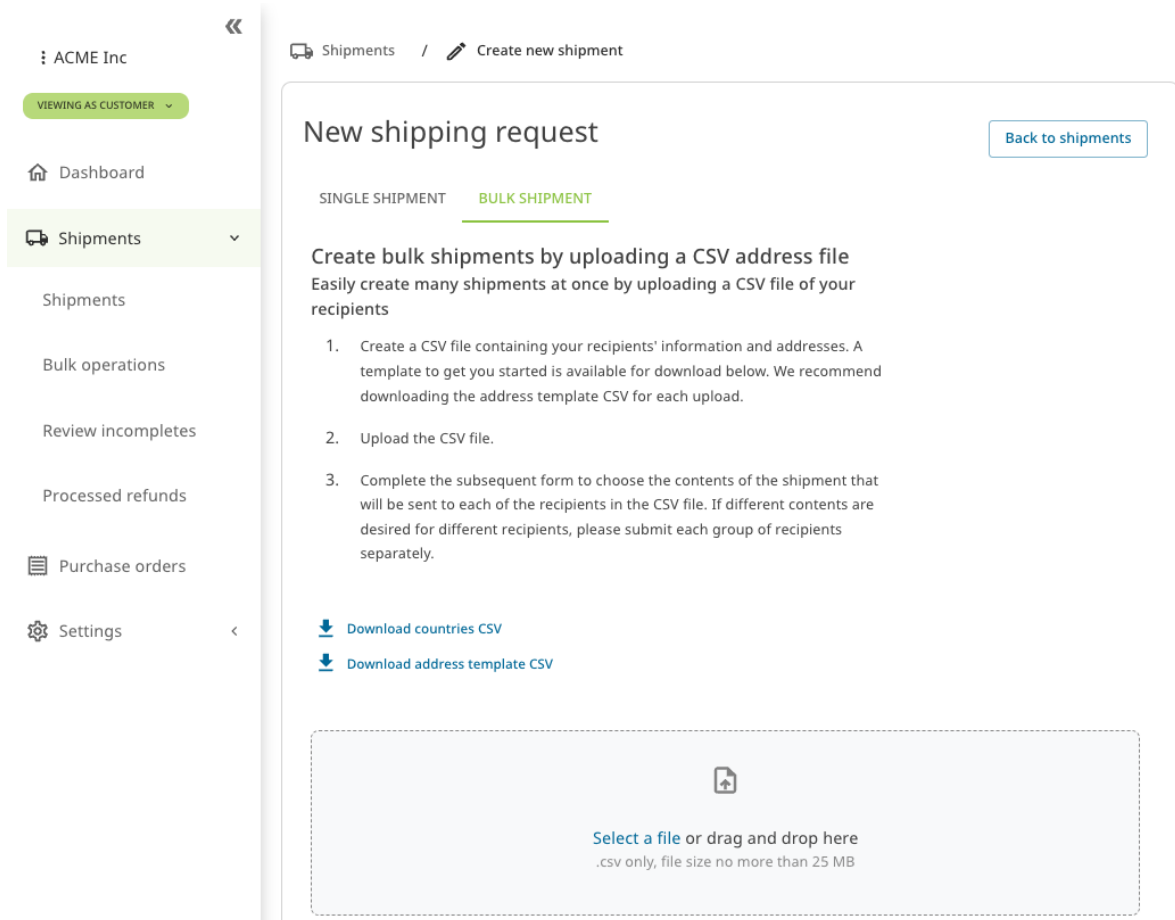 ACME Inc
VIEWING AS CUSTOMER
Dashboard
Shipments
Shipments
Bulk operations
Review incompletes
Processed refunds
Purchase orders
Settings
Shipments / Create new shipment
New shipping request
Back to shipments
SINGLE SHIPMENT BULK SHIPMENT
Create bulk shipments by uploading a CSV address file
Easily create many shipments at once by uploading a CSV file of your
recipients
1. Create a CSV file containing your recipients' information and addresses. A
template to get you started is available for download below. We recommend
downloading the address template CSV for each upload.
2. Upload the CSV file.
3. Complete the subsequent form to choose the contents of the shipment that
will be sent to each of the recipients in the CSV file. If different contents are
desired for different recipients, please submit each group of recipients
separately.
Download countries CSV
Download address template CSV
Select a file or drag and drop here
.csv only, file size no more than 25 MB